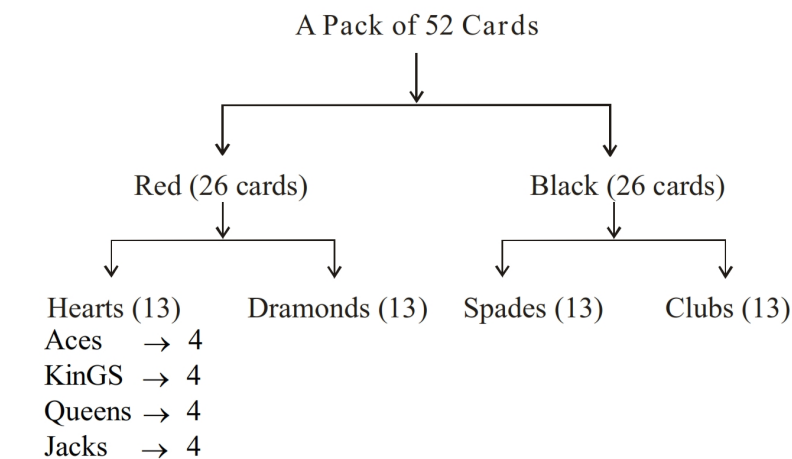 A Pack of 52 Cards
Red (26 cards) Black (26 cards)
Hearts (13) Dramonds (13) Spades (13) Clubs (13)
Aces → 4
KinGS → 4
Queens → 4
Jacks → 4